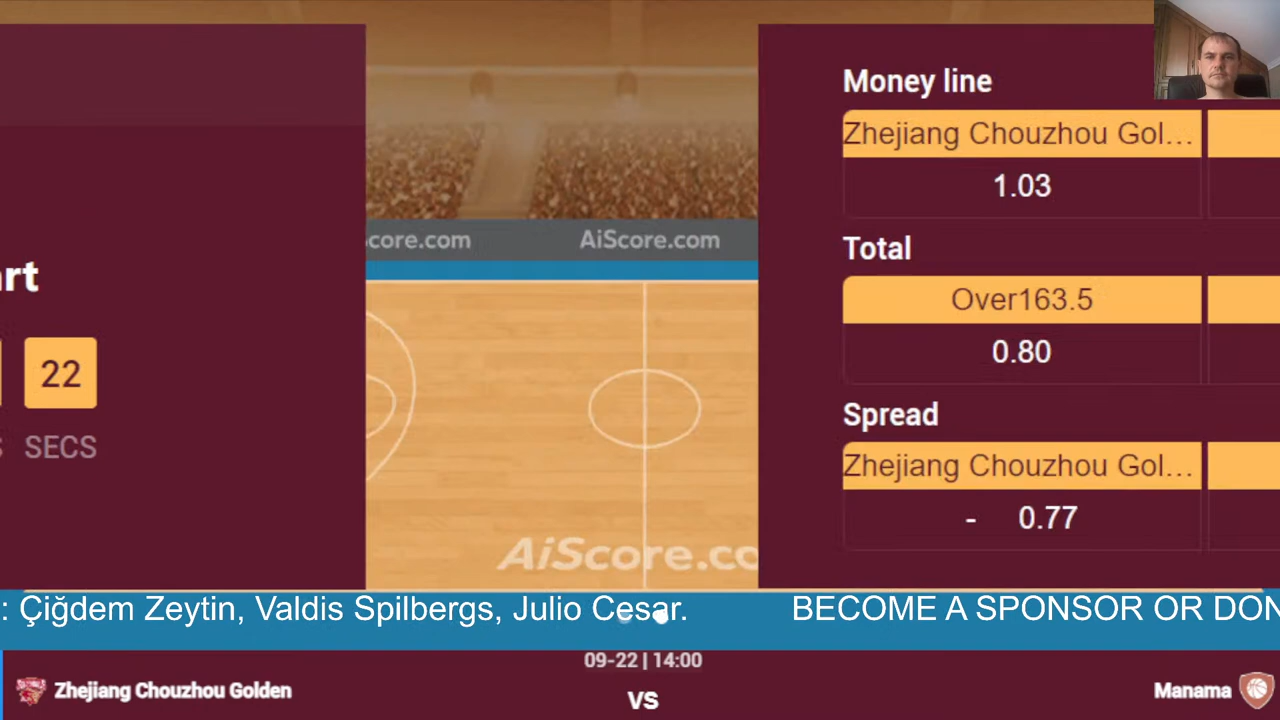 Money line
Zhejiang Chouzhou Gol...
1.03
Total
Over163.5
0.80
Spread
Zhejiang Chouzhou Gol...
- 0.77
rt
22
SECS
core.com
AiScore.com
AiScore.co
: Çiğdem Zeytin, Valdis Spilbergs, Julio Cesar. BECOME A SPONSOR OR DON
09-22 | 14:00
Zhejiang Chouzhou Golden
VS
Manama